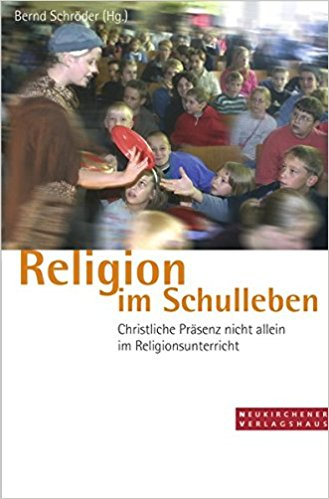 Bernd Schröder (Hg.)
Religion
im Schulleben
Christliche Präsenz nicht allein
im Religionsunterricht
NEUKIRCHENER
VERLAGSHAUS